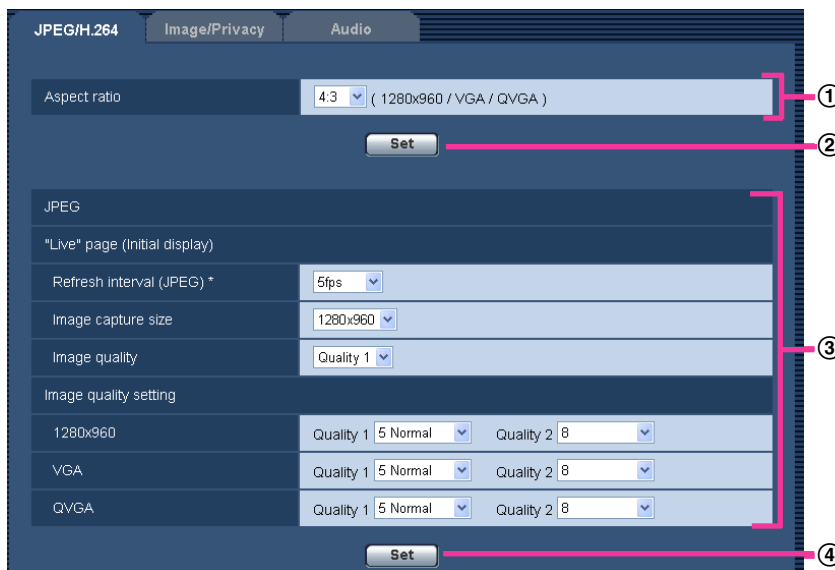 JPEG/H.264 Image/Privacy Audio
Aspect ratio 4:3 ( 1280x960 / VGA / QVGA ) ①
Set ②
JPEG
"Live" page (Initial display)
Refresh interval (JPEG) * 5fps
Image capture size 1280x960
Image quality Quality 1 ③
Image quality setting
1280x960 Quality 1 5 Normal Quality 2 8
VGA Quality 1 5 Normal Quality 2 8
QVGA Quality 1 5 Normal Quality 2 8
Set ④